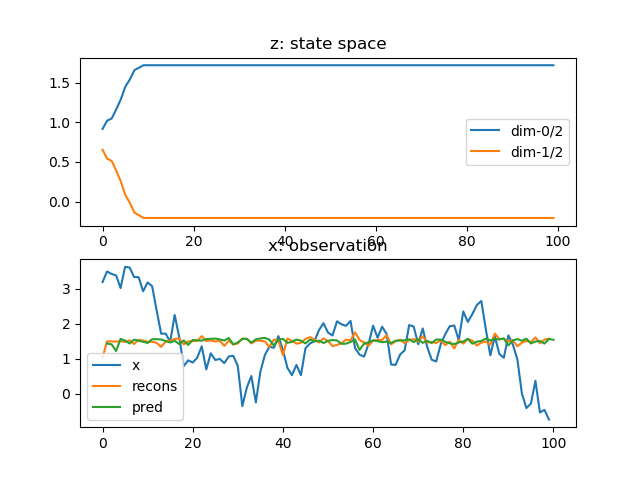 z: state space
1.5
1.0
0.5
0.0
dim-0/2
dim-1/2
0 20 40 60 80 100
x: observation
3
2
1
0
x
recons
pred
0 20 40 60 80 100